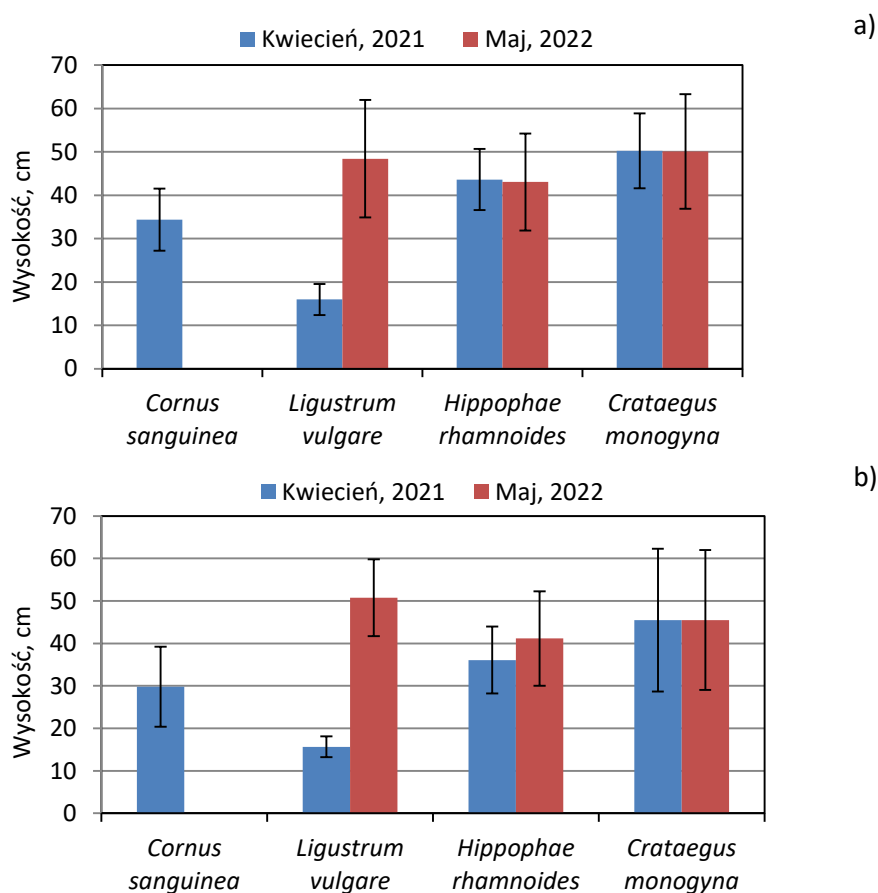 a)
Kwiecień, 2021 Maj, 2022
70
60
50
40
30
20
10
0
Wysokość, cm
Cornus sanguinea
Ligustrum vulgare
Hippophae rhamnoides
Crataegus monogyna
b)
Kwiecień, 2021 Maj, 2022
70
60
50
40
30
20
10
0
Wysokość, cm
Cornus sanguinea
Ligustrum vulgare
Hippophae rhamnoides
Crataegus monogyna